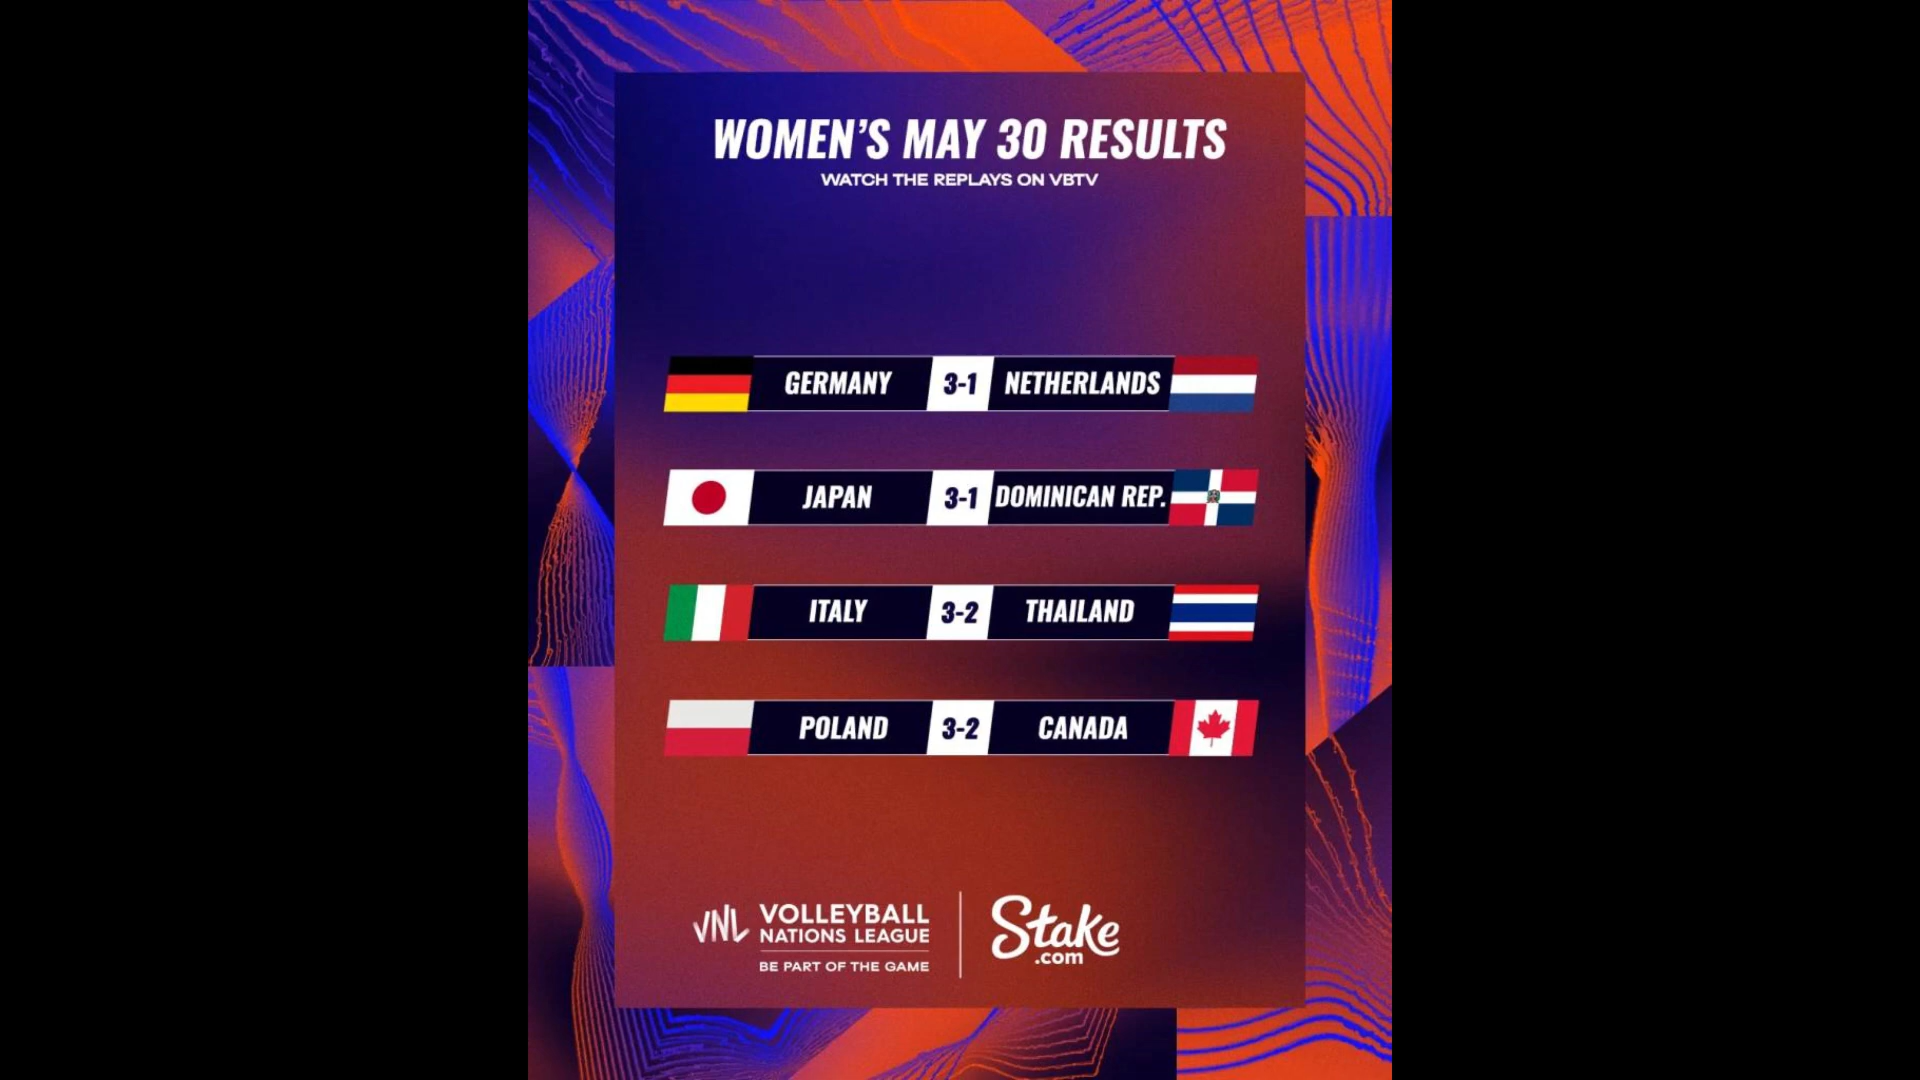 WOMEN'S MAY 30 RESULTS
WATCH THE REPLAYS ON VBTV
GERMANY 3-1 NETHERLANDS
JAPAN 3-1 DOMINICAN REP.
ITALY 3-2 THAILAND
POLAND 3-2 CANADA
VNL VOLLEYBALL
NATIONS LEAGUE
BE PART OF THE GAME
Stake
.com